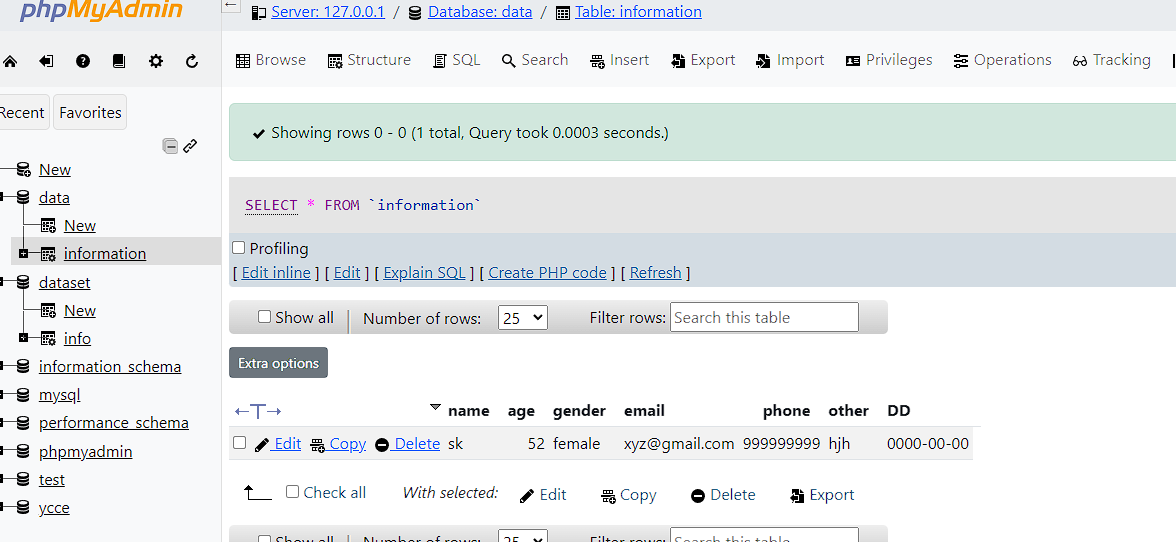 phpMyAdmin
Server: 127.0.0.1 / Database: data / Table: information
Browse Structure SQL Search Insert Export Import Privileges Operations Tracking
Recent Favorites
Showing rows 0 - 0 (1 total, Query took 0.0003 seconds.)
New
data
New
information
dataset
New
info
information_schema
mysql
performance_schema
phpmyadmin
test
ycce
SELECT * FROM `information`
Profiling
[ Edit inline ] [ Edit ] [ Explain SQL ] [ Create PHP code ] [ Refresh ]
Show all Number of rows: 25 Filter rows: Search this table
Extra options
name age gender email phone other DD
Edit Copy Delete sk 52 female xyz@gmail.com 999999999 hjh 0000-00-00
Check all With selected: Edit Copy Delete Export
Show all Number of rows: 25 Filter rows: Search this table